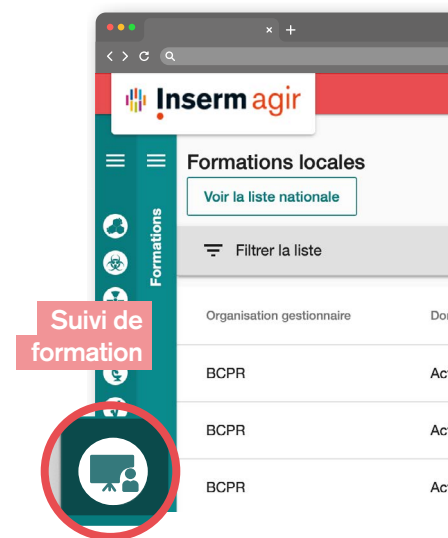 Inserm agir
Formations locales
Voir la liste nationale
Formations
Filtrer la liste
Suivi de
formation
Organisation gestionnaire
BCPR
BCPR
BCPR